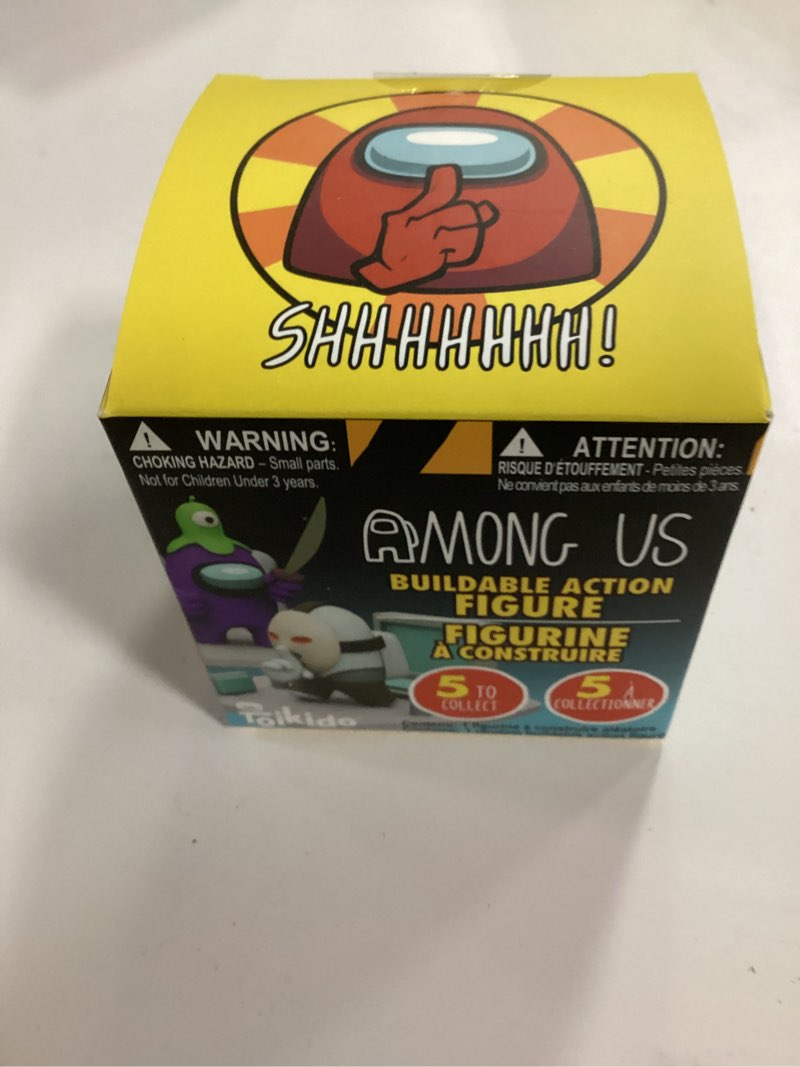 SHHHHHHH!
WARNING:
CHOKING HAZARD – Small parts.
Not for Children Under 3 years.
ATTENTION:
RISQUE D'ÉTOUFFEMENT - Petites pièces.
Ne convient pas aux enfants de moins de 3 ans.
AMONG US
BUILDABLE ACTION
FIGURE
FIGURINE
À CONSTRUIRE
5 TO
COLLECT
5 À
COLLECTIONNER
Toikido